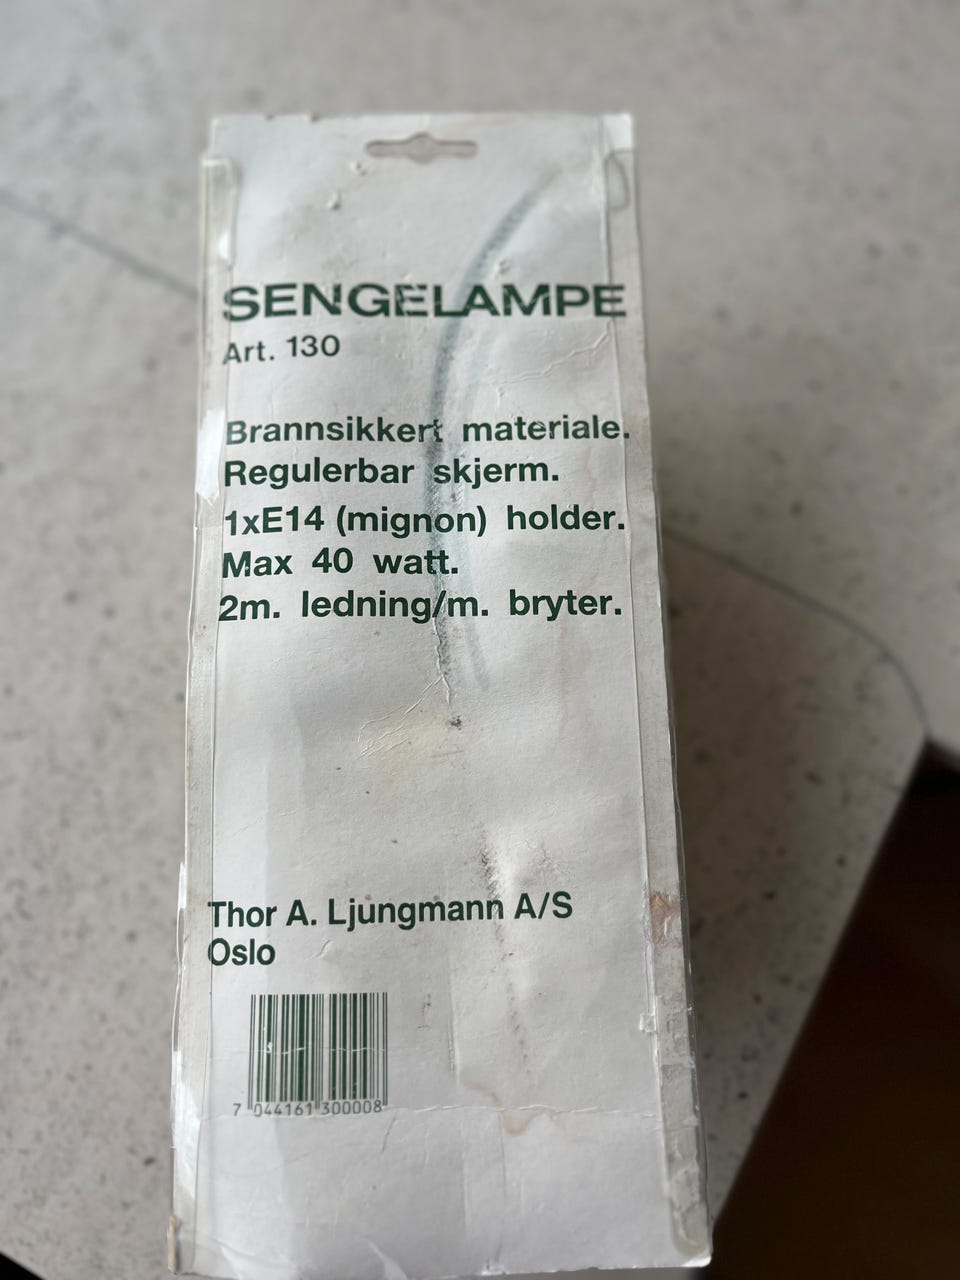 SENGELAMPE
Art. 130
Brannsikkert materiale.
Regulerbar skjerm.
1xE14 (mignon) holder.
Max 40 watt.
2m. ledning/m. bryter.
Thor A. Ljungmann A/S
Oslo
7 044161 300008